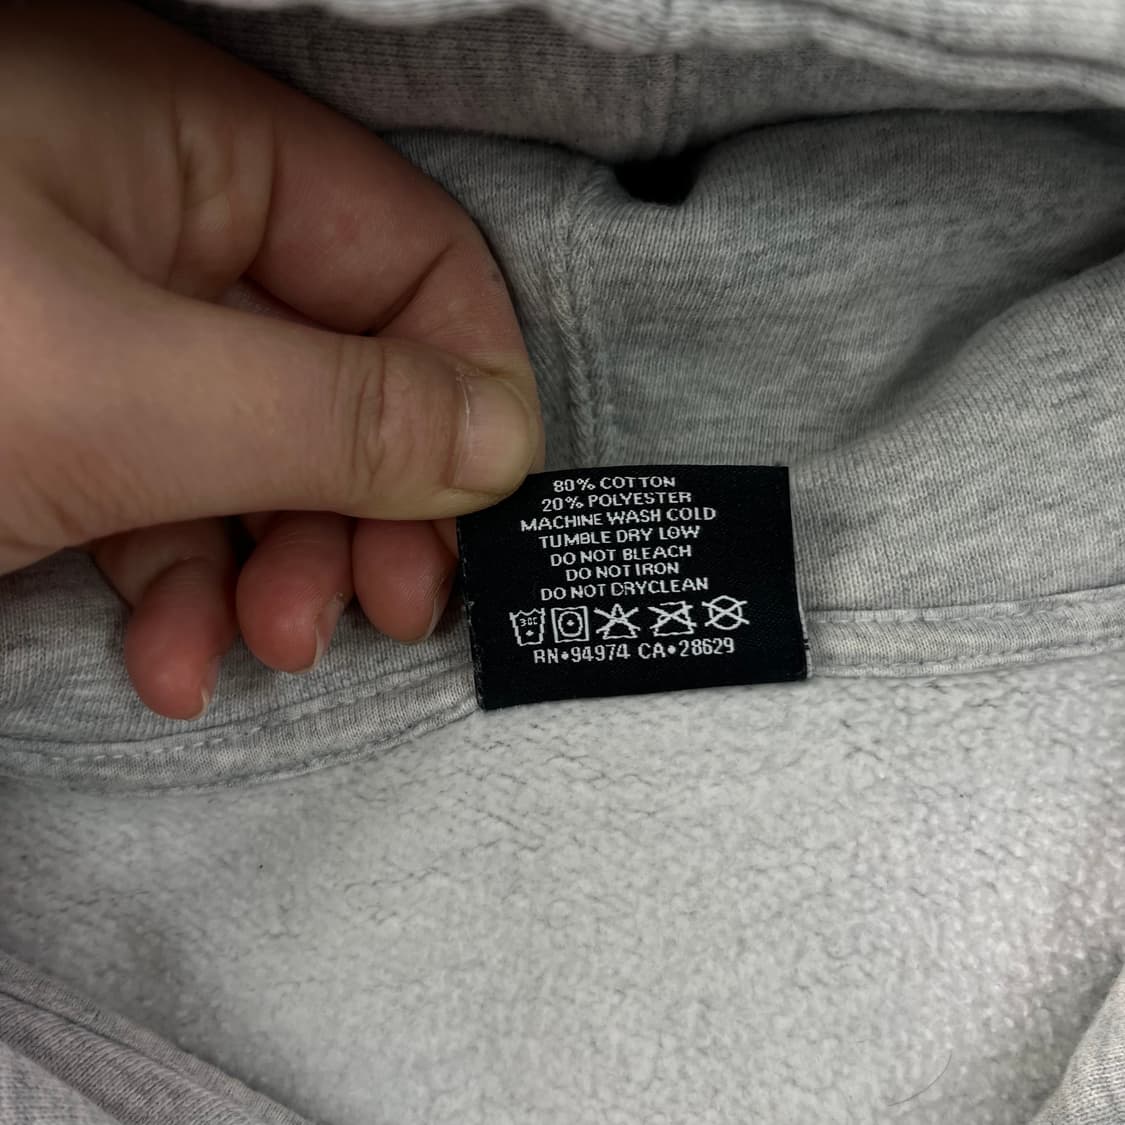 80% COTTON
20% POLYESTER
MACHINE WASH COLD
TUMBLE DRY LOW
DO NOT BLEACH
DO NOT IRON
DO NOT DRYCLEAN
30C
RN•94974 CA•28629